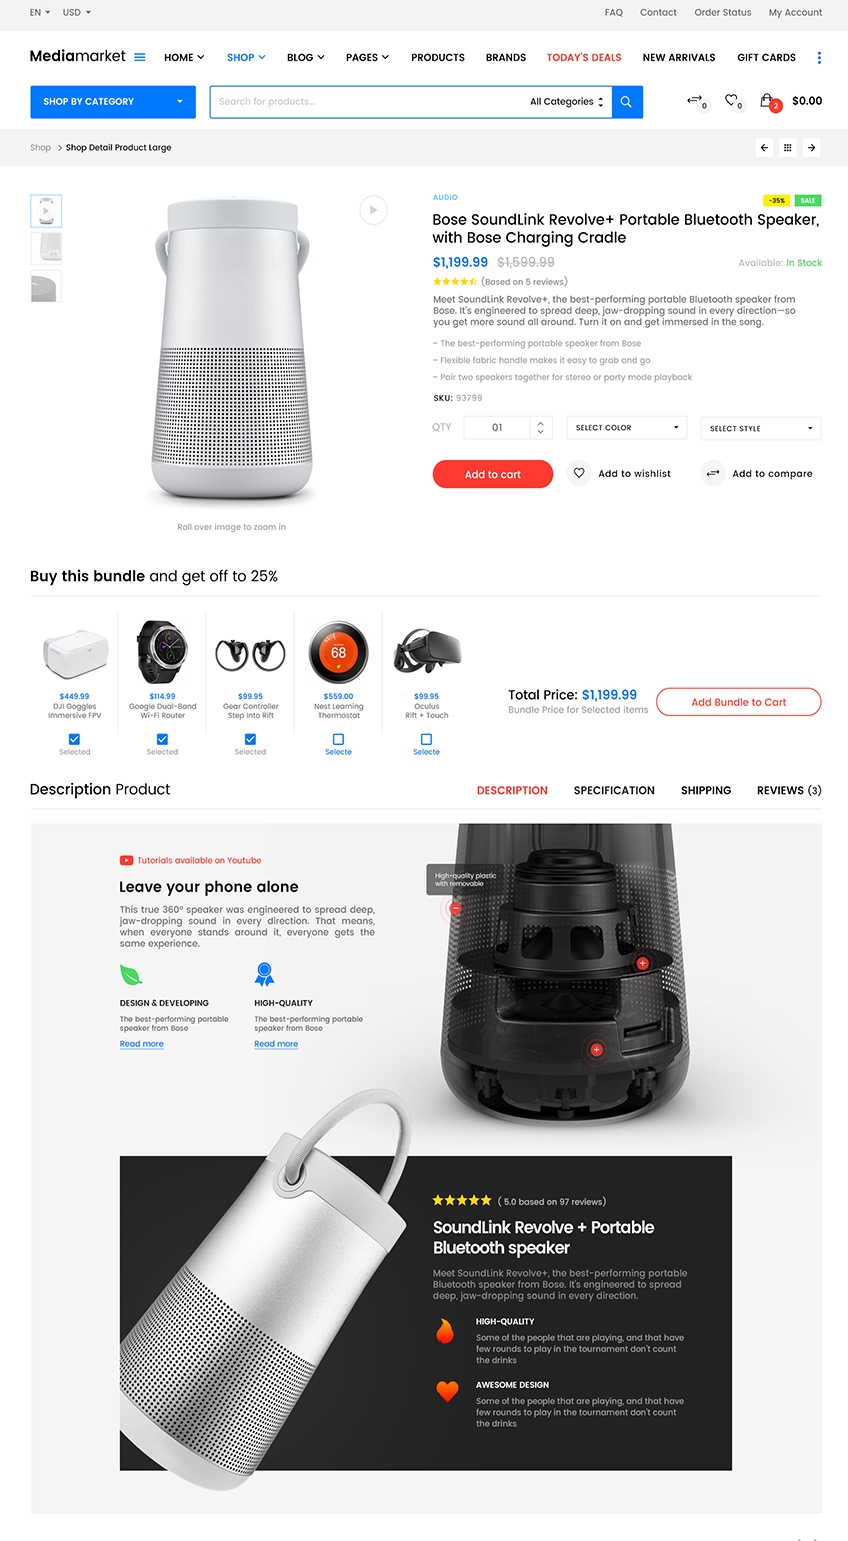 EN USD FAQ Contact Order Status My Account
Mediamarket HOME SHOP BLOG PAGES PRODUCTS BRANDS TODAY'S DEALS NEW ARRIVALS GIFT CARDS
SHOP BY CATEGORY Search for products... All Categories 0 0 2 $0.00
Shop Shop Detail Product Large
AUDIO -35% SALE
Bose SoundLink Revolve+ Portable Bluetooth Speaker,
with Bose Charging Cradle
$1,199.99 $1,599.99 Available: In Stock
(Based on 5 reviews)
Meet SoundLink Revolve+, the best-performing portable Bluetooth speaker from
Bose. It's engineered to spread deep, jaw-dropping sound in every direction—so
you get more sound all around. Turn it on and get immersed in the song.
– The best-performing portable speaker from Bose
– Flexible fabric handle makes it easy to grab and go
– Pair two speakers together for stereo or party mode playback
SKU: 93799
QTY 01 SELECT COLOR SELECT STYLE
Add to cart Add to wishlist Add to compare
Roll over image to zoom in
Buy this bundle and get off to 25%
68
$449.99
DJI Goggles
Immersive FPV
Selected
$114.99
Google Dual-Band
Wi-Fi Router
Selected
$99.95
Gear Controller
Step Into Rift
Selected
$559.00
Nest Learning
Thermostat
Selecte
$99.95
Oculus
Rift + Touch
Selecte
Total Price: $1,199.99
Bundle Price for Selected items
Add Bundle to Cart
Description Product DESCRIPTION SPECIFICATION SHIPPING REVIEWS (3)
Tutorials available on Youtube
Leave your phone alone
This true 360° speaker was engineered to spread deep,
jaw-dropping sound in every direction. That means,
when everyone stands around it, everyone gets the
same experience.
DESIGN & DEVELOPING
The best-performing portable
speaker from Bose
Read more
HIGH-QUALITY
The best-performing portable
speaker from Bose
Read more
High-quality plastic
with removable
( 5.0 based on 97 reviews)
SoundLink Revolve + Portable
Bluetooth speaker
Meet SoundLink Revolve+, the best-performing portable
Bluetooth speaker from Bose. It's engineered to spread
deep, jaw-dropping sound in every direction.
HIGH-QUALITY
Some of the people that are playing, and that have
few rounds to play in the tournament don't count
the drinks
AWESOME DESIGN
Some of the people that are playing, and that have
few rounds to play in the tournament don't count
the drinks